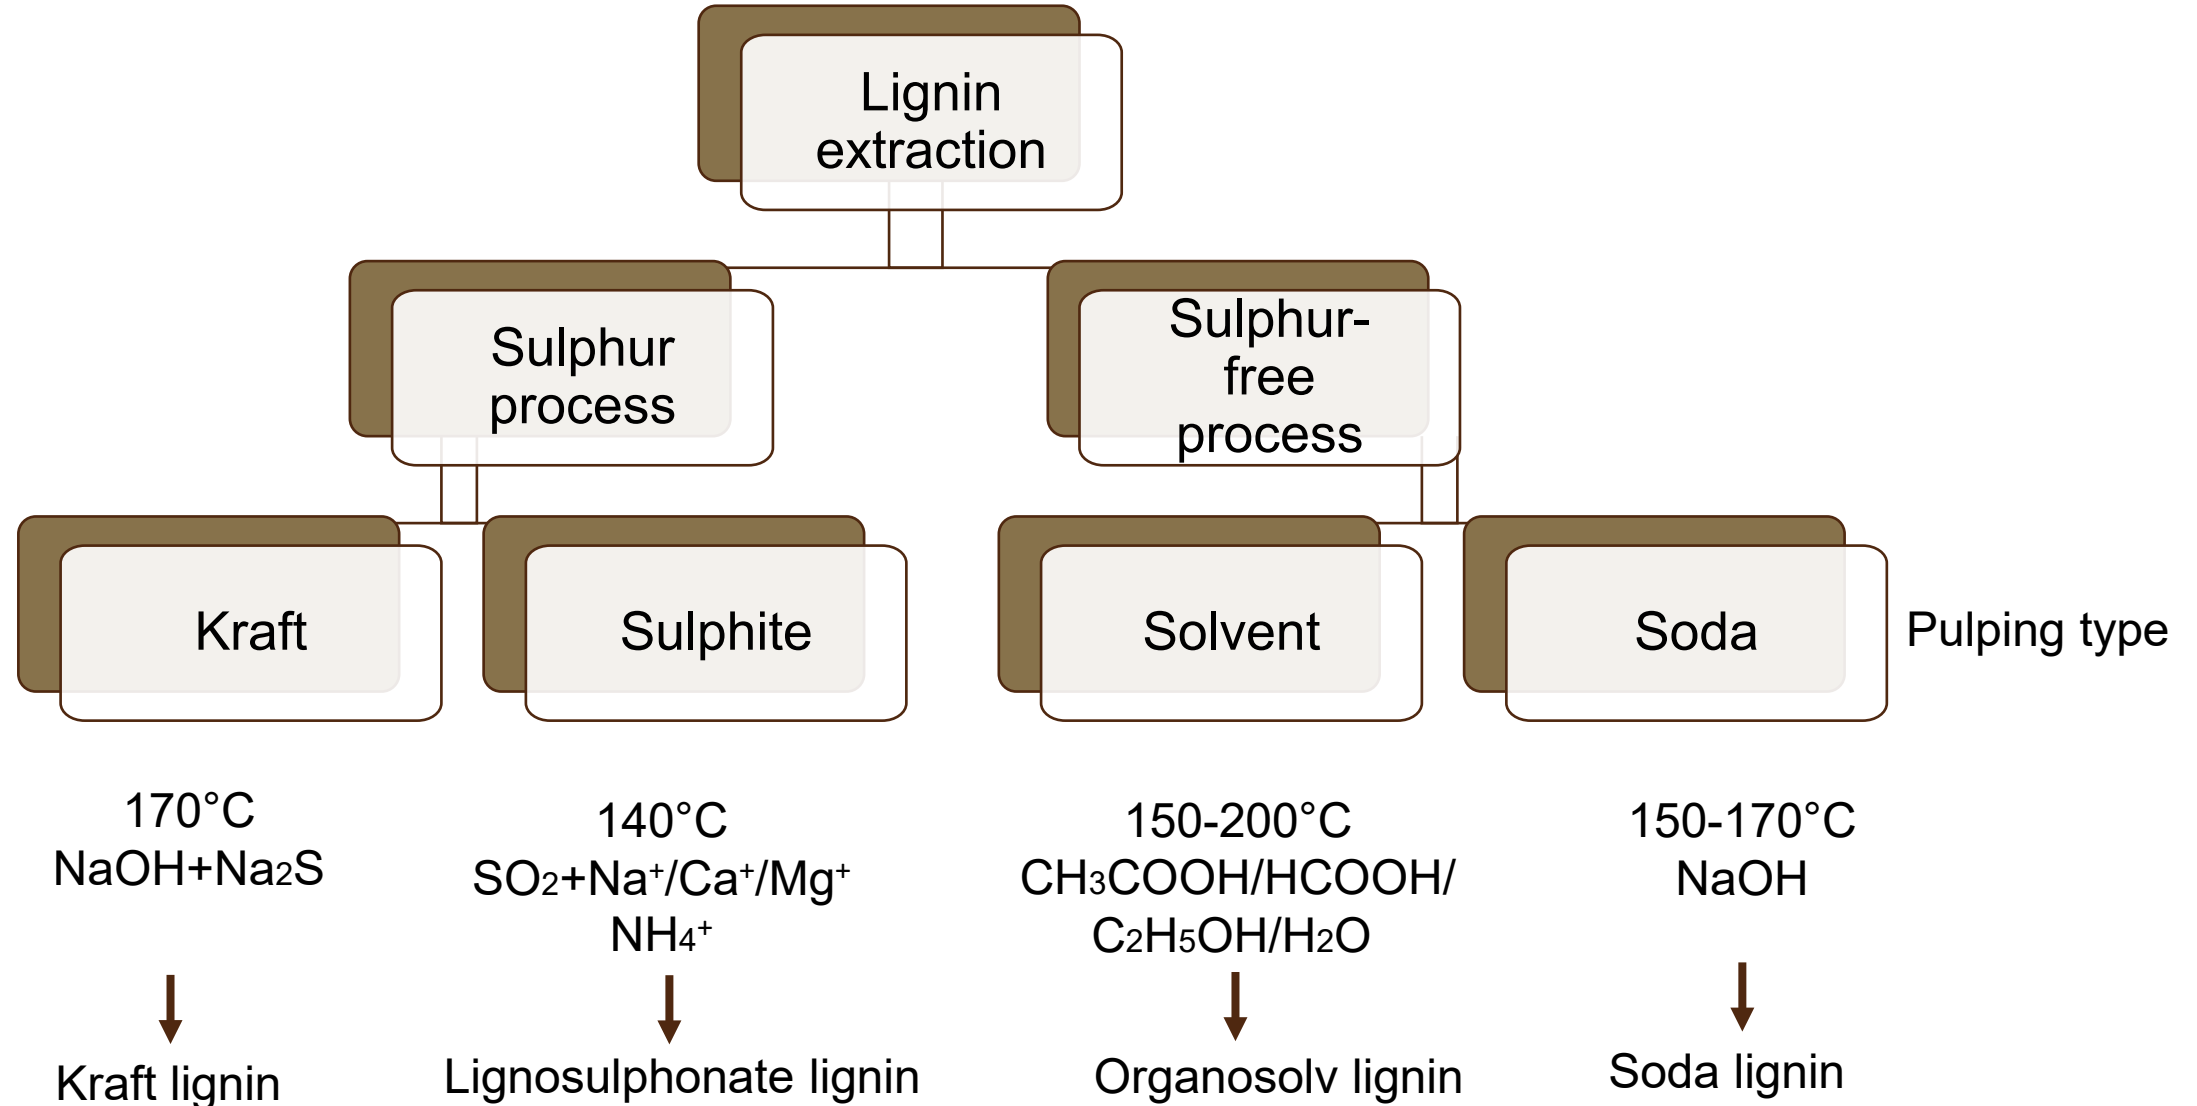 Lignin
extraction
Sulphur
process
Sulphur-
free
process
Kraft
Sulphite
Solvent
Soda
Pulping type
170°C
NaOH+Na₂S
140°C
SO₂+Na⁺/Ca⁺/Mg⁺
NH₄⁺
150-200°C
CH₃COOH/HCOOH/
C₂H₅OH/H₂O
150-170°C
NaOH
Kraft lignin
Lignosulphonate lignin
Organosolv lignin
Soda lignin